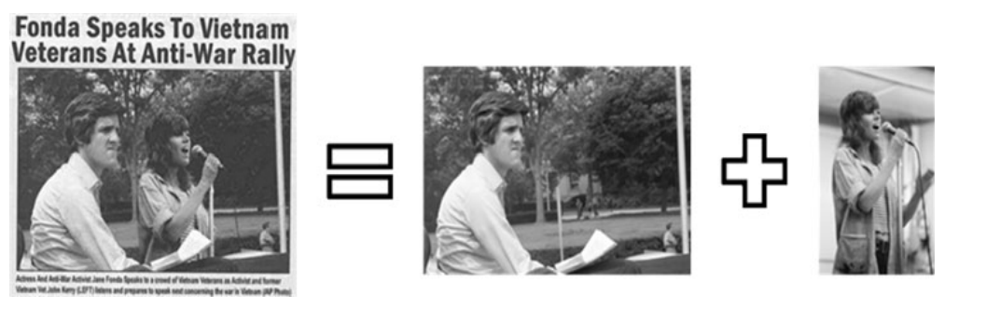 Fonda Speaks To Vietnam
Veterans At Anti-War Rally
Actress And Anti-War Activist Jane Fonda Speaks to a crowd of Vietnam Veterans as Activist and former
Vietnam Vet John Kerry (LEFT) listens and prepares to speak next concerning the war in Vietnam (AP Photo)